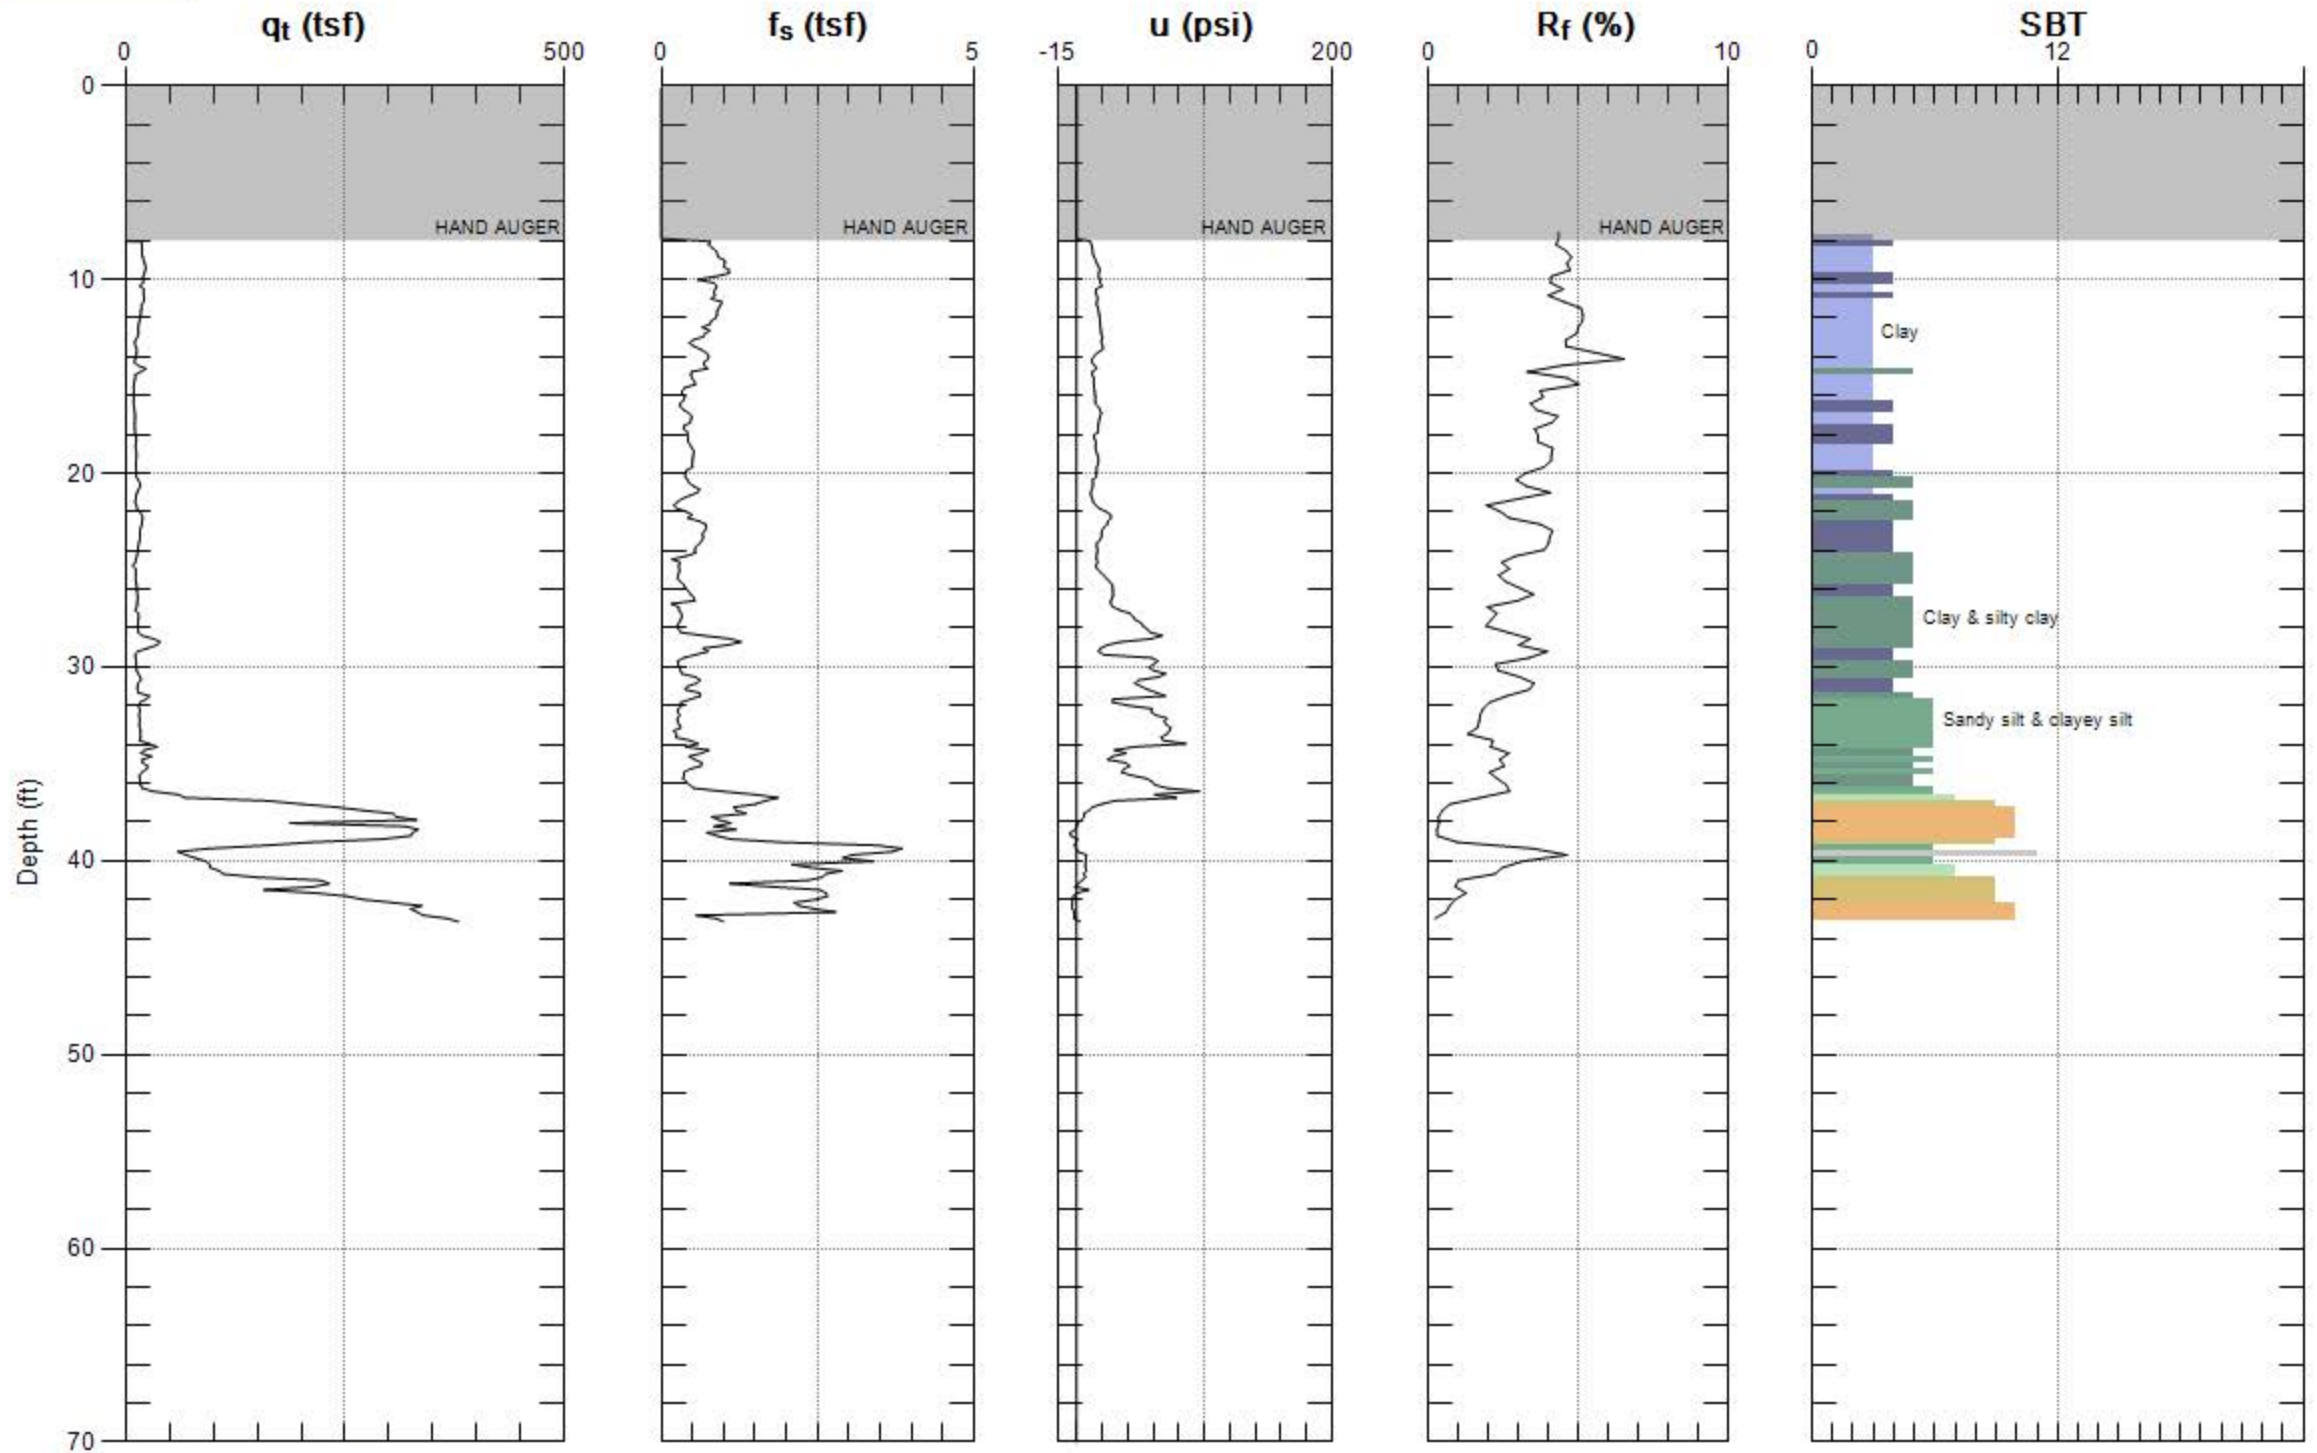 qt (tsf) fs (tsf) u (psi) Rf (%) SBT
0 500 0 5 -15 200 0 10 0 12
0
HAND AUGER HAND AUGER HAND AUGER HAND AUGER
10
Clay
20
Clay & silty clay
30
Sandy silt & clayey silt
Depth (ft)
40
50
60
70